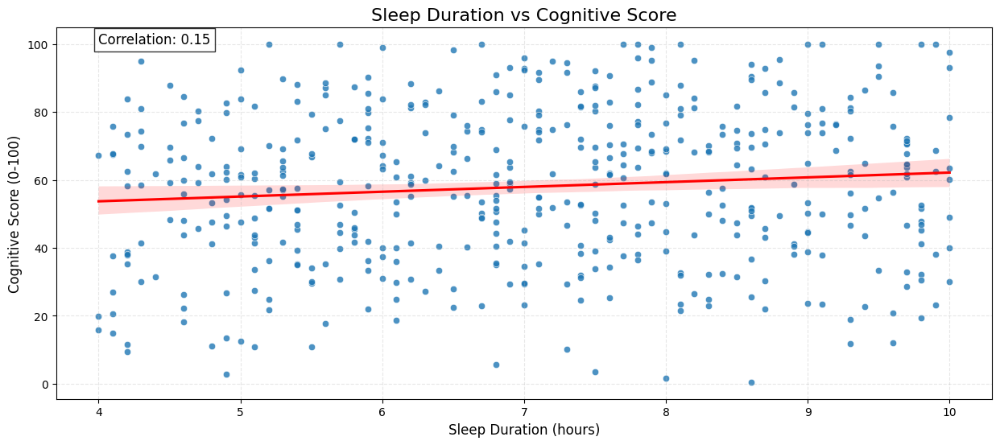 Sleep Duration vs Cognitive Score
Correlation: 0.15
Cognitive Score (0-100)
100
80
60
40
20
0
4 5 6 7 8 9 10
Sleep Duration (hours)